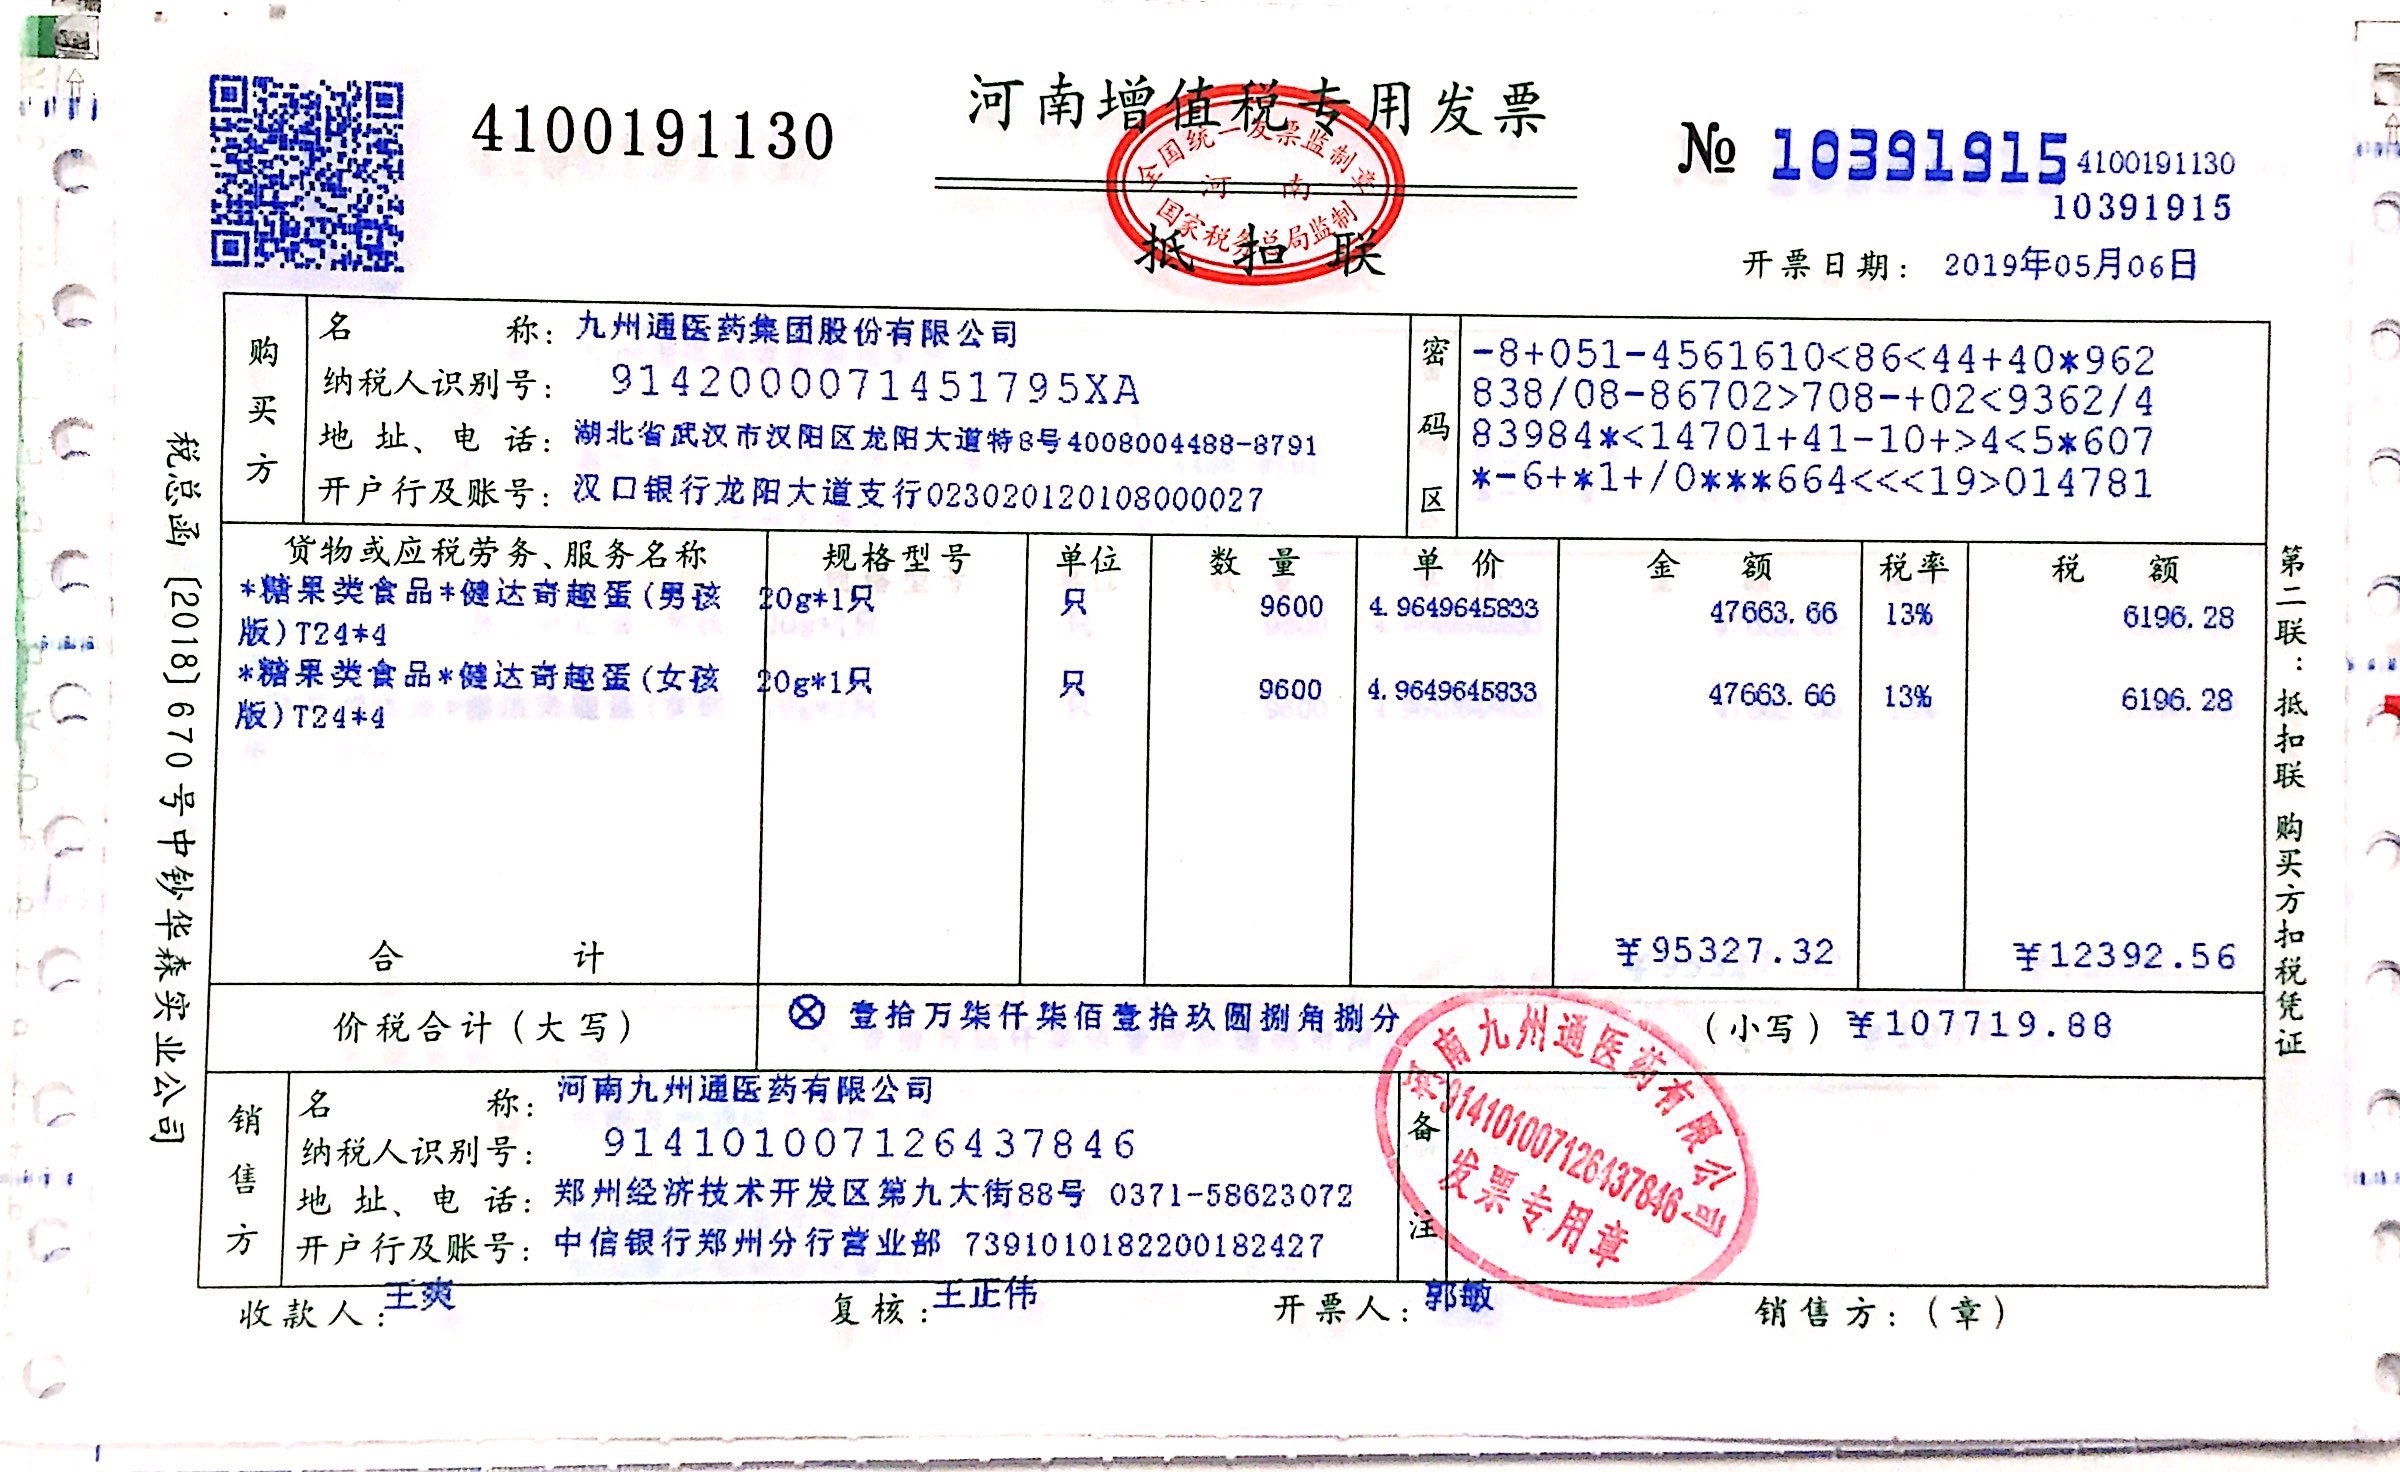 4100191130
河南增值税专用发票
全国统一发票监制章
河 南
国家税务总局监制
抵扣联
№ 10391915
4100191130
10391915
开票日期: 2019年05月06日
购买方
名 称: 九州通医药集团股份有限公司
纳税人识别号: 9142000071451795XA
地 址、电 话: 湖北省武汉市汉阳区龙阳大道特8号4008004488-8791
开户行及账号: 汉口银行龙阳大道支行023020120108000027
密码区
-8+051-4561610<86<44+40*962
838/08-86702>708-+02<9362/4
83984*<14701+41-10+>4<5*607
*-6+*1+/0***664<<<19>014781
货物或应税劳务、服务名称 规格型号 单位 数 量 单 价 金 额 税率 税 额
*糖果类食品*健达奇趣蛋(男孩 20g*1只 只 9600 4.9649645833 47663.66 13% 6196.28
版)T24*4
*糖果类食品*健达奇趣蛋(女孩 20g*1只 只 9600 4.9649645833 47663.66 13% 6196.28
版)T24*4
合 计 ¥95327.32 ¥12392.56
价税合计(大写) ⊗ 壹拾万柒仟柒佰壹拾玖圆捌角捌分 (小写) ¥107719.88
销售方
名 称: 河南九州通医药有限公司
纳税人识别号: 914101007126437846
地 址、电 话: 郑州经济技术开发区第九大街88号 0371-58623072
开户行及账号: 中信银行郑州分行营业部 7391010182200182427
备注
河南九州通医药有限公司
914101007126437846
发票专用章
收款人: 王爽 复核: 王正伟 开票人: 郭敏 销售方:(章)
税总函〔2018〕670号中钞华森实业公司
第二联:抵扣联 购买方扣税凭证